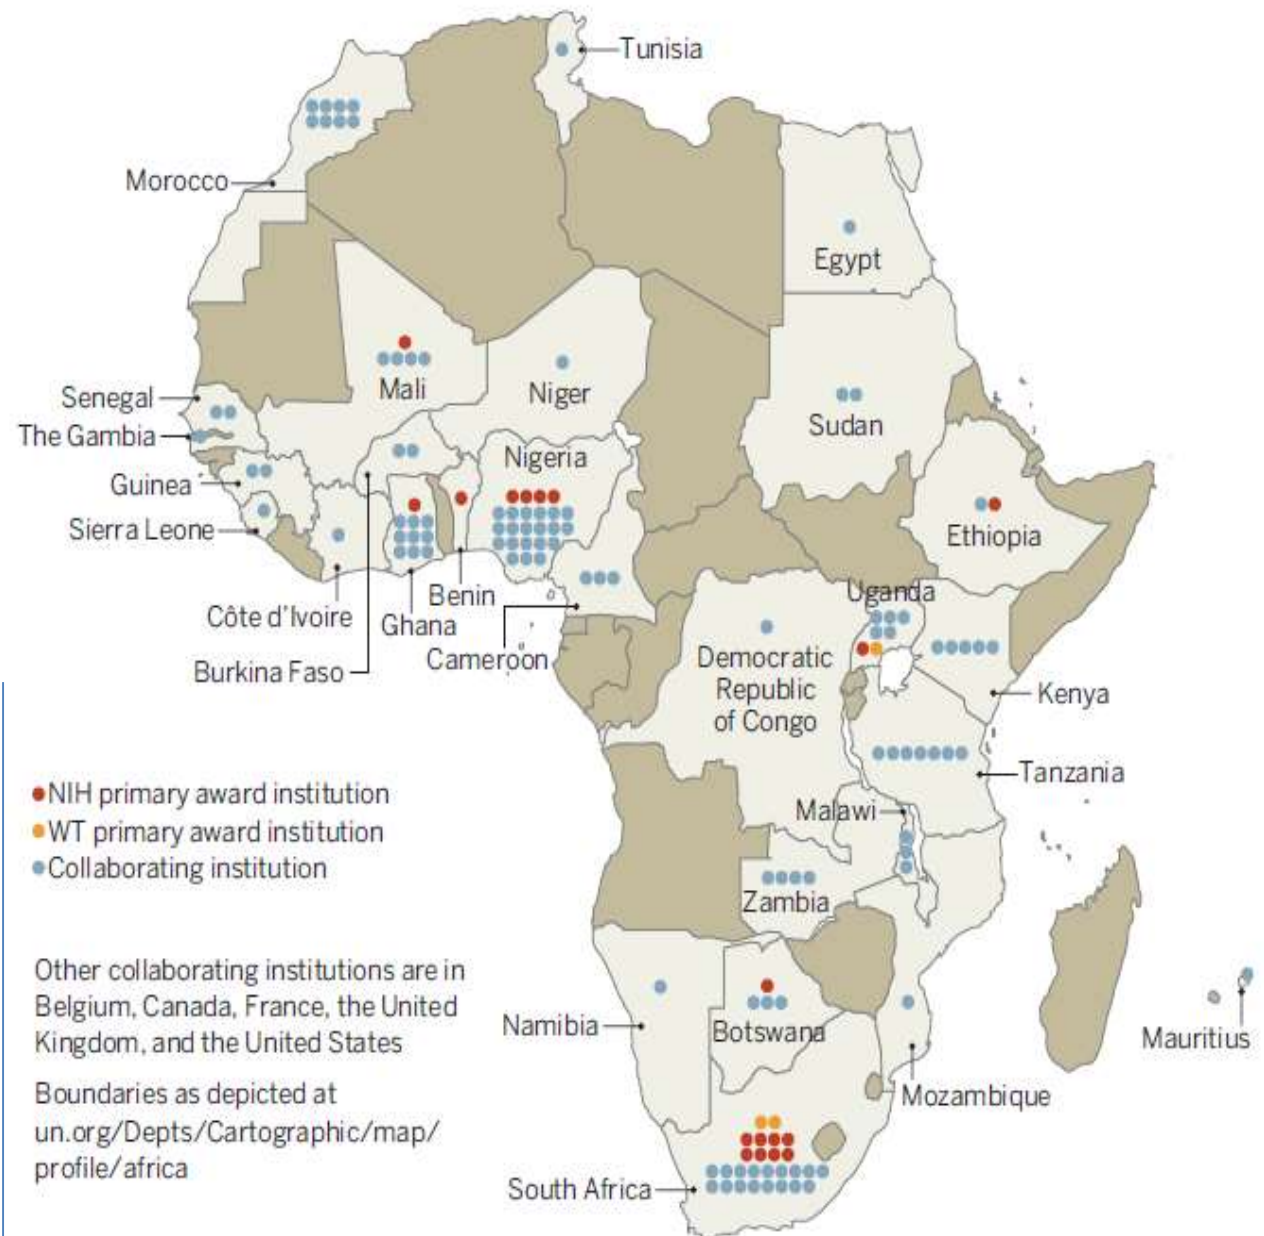 Tunisia
Morocco
Egypt
Mali
Niger
Sudan
Senegal
The Gambia
Nigeria
Guinea
Sierra Leone
Ethiopia
Benin
Uganda
Côte d'Ivoire
Ghana
Cameroon
Burkina Faso
Democratic
Republic
of Congo
Kenya
Tanzania
Malawi
NIH primary award institution
WT primary award institution
Collaborating institution
Zambia
Other collaborating institutions are in
Belgium, Canada, France, the United
Kingdom, and the United States
Namibia
Botswana
Mauritius
Boundaries as depicted at
un.org/Depts/Cartographic/map/
profile/africa
Mozambique
South Africa